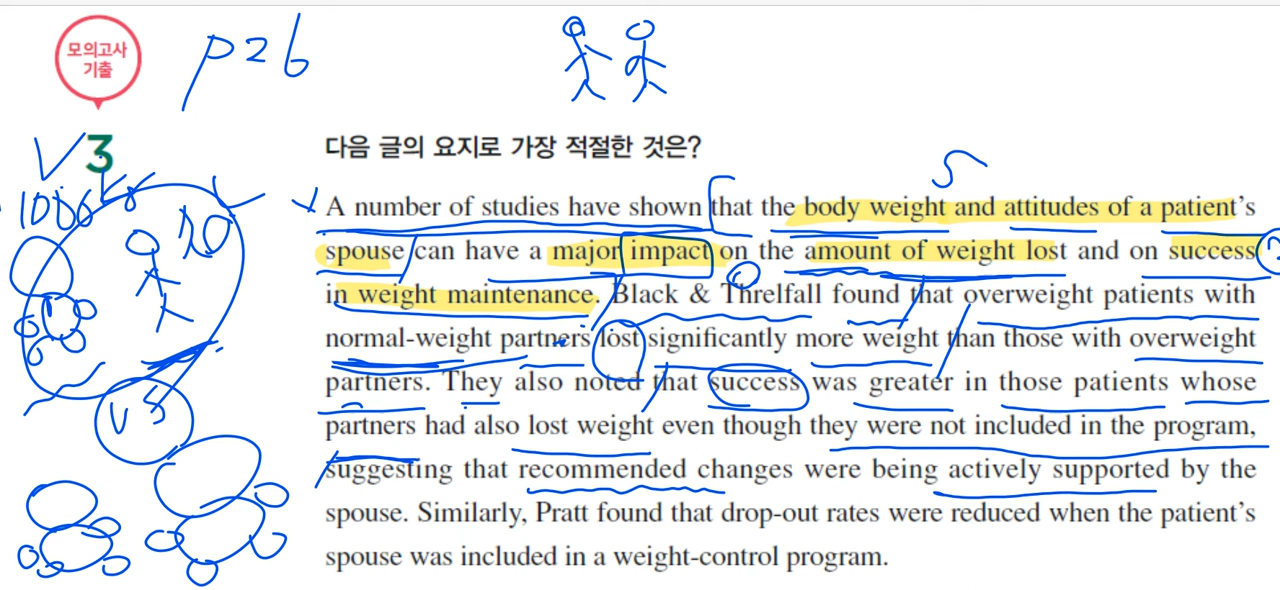 모의고사
기출
p26
3
다음 글의 요지로 가장 적절한 것은?
A number of studies have shown that the body weight and attitudes of a patient's
spouse can have a major impact on the amount of weight lost and on success
in weight maintenance. Black & Threlfall found that overweight patients with
normal-weight partners lost significantly more weight than those with overweight
partners. They also noted that success was greater in those patients whose
partners had also lost weight even though they were not included in the program,
suggesting that recommended changes were being actively supported by the
spouse. Similarly, Pratt found that drop-out rates were reduced when the patient's
spouse was included in a weight-control program.